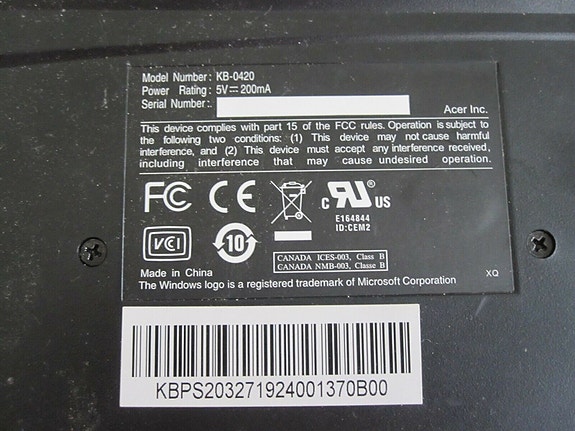 Model Number: KB-0420
Power Rating: 5V⎓200mA
Serial Number:
Acer Inc.
This device complies with part 15 of the FCC rules. Operation is subject to
the following two conditions: (1) This device may not cause harmful
interference, and (2) This device must accept any interference received,
including interference that may cause undesired operation.
FC CE c RU ® US
E164844
ID:CEM2
VCI 10
CANADA ICES-003, Class B
CANADA NMB-003, Classe B
Made in China
The Windows logo is a registered trademark of Microsoft Corporation
XQ
KBPS203271924001370B00